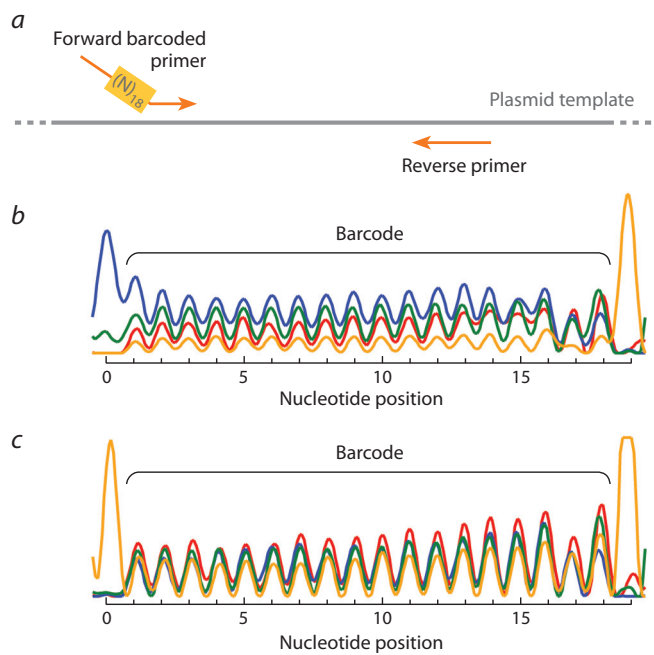 a
Forward barcoded
primer
(N)18
Plasmid template
Reverse primer
b
Barcode
0 5 10 15
Nucleotide position
c
Barcode
0 5 10 15
Nucleotide position